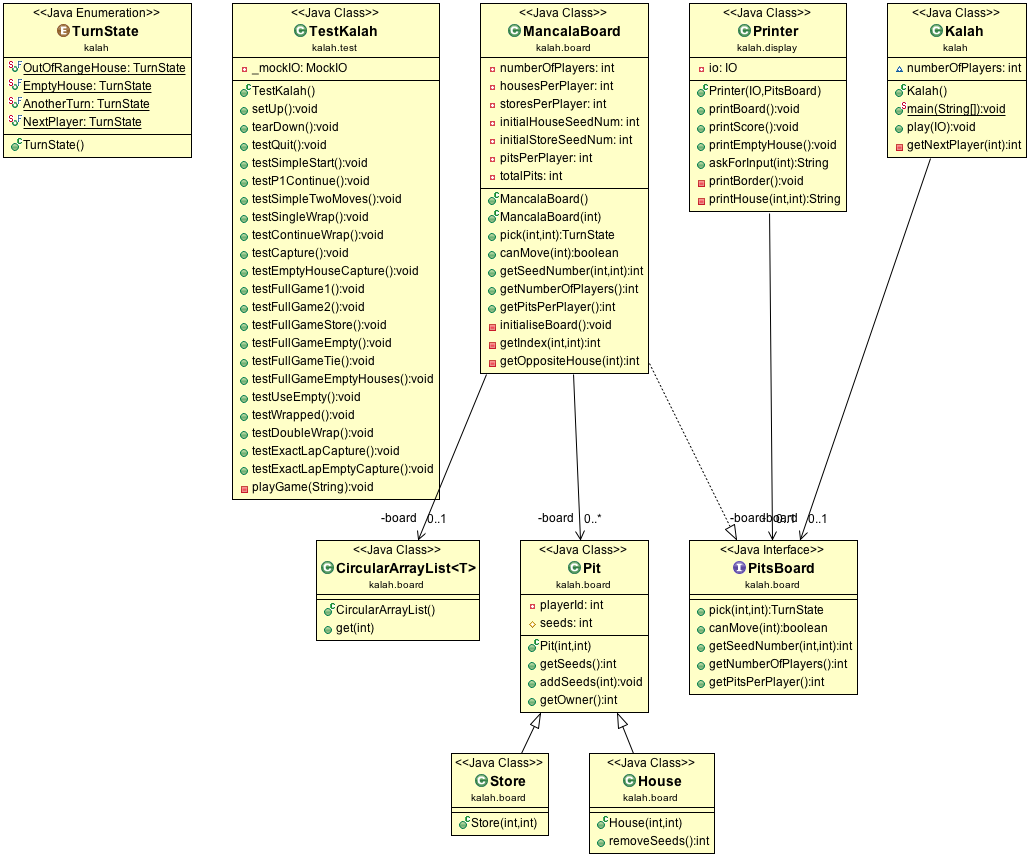 <<Java Enumeration>>
TurnState
kalah
OutOfRangeHouse: TurnState
EmptyHouse: TurnState
AnotherTurn: TurnState
NextPlayer: TurnState
TurnState()
<<Java Class>>
TestKalah
kalah.test
_mockIO: MockIO
TestKalah()
setUp():void
tearDown():void
testQuit():void
testSimpleStart():void
testP1Continue():void
testSimpleTwoMoves():void
testSingleWrap():void
testContinueWrap():void
testCapture():void
testEmptyHouseCapture():void
testFullGame1():void
testFullGame2():void
testFullGameStore():void
testFullGameEmpty():void
testFullGameTie():void
testFullGameEmptyHouses():void
testUseEmpty():void
testWrapped():void
testDoubleWrap():void
testExactLapCapture():void
testExactLapEmptyCapture():void
playGame(String):void
<<Java Class>>
MancalaBoard
kalah.board
numberOfPlayers: int
housesPerPlayer: int
storesPerPlayer: int
initialHouseSeedNum: int
initialStoreSeedNum: int
pitsPerPlayer: int
totalPits: int
MancalaBoard()
MancalaBoard(int)
pick(int,int):TurnState
canMove(int):boolean
getSeedNumber(int,int):int
getNumberOfPlayers():int
getPitsPerPlayer():int
initialiseBoard():void
getIndex(int,int):int
getOppositeHouse(int):int
<<Java Class>>
Printer
kalah.display
io: IO
Printer(IO,PitsBoard)
printBoard():void
printScore():void
printEmptyHouse():void
askForInput(int):String
printBorder():void
printHouse(int,int):String
<<Java Class>>
Kalah
kalah
numberOfPlayers: int
Kalah()
main(String[]):void
play(IO):void
getNextPlayer(int):int
-board 0..1
-board 0..*
-board 0..1
-board 0..1
<<Java Class>>
CircularArrayList<T>
kalah.board
CircularArrayList()
get(int)
<<Java Class>>
Pit
kalah.board
playerId: int
seeds: int
Pit(int,int)
getSeeds():int
addSeeds(int):void
getOwner():int
<<Java Interface>>
PitsBoard
kalah.board
pick(int,int):TurnState
canMove(int):boolean
getSeedNumber(int,int):int
getNumberOfPlayers():int
getPitsPerPlayer():int
<<Java Class>>
Store
kalah.board
Store(int,int)
<<Java Class>>
House
kalah.board
House(int,int)
removeSeeds():int